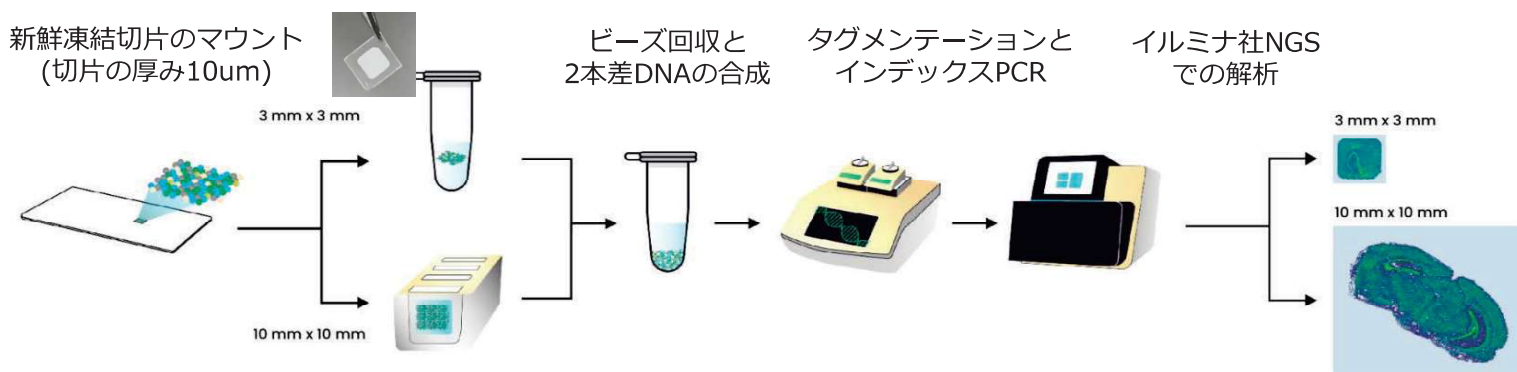 新鮮凍結切片のマウント
(切片の厚み10um)
ビーズ回収と
2本差DNAの合成
タグメンテーションと
インデックスPCR
イルミナ社NGS
での解析
3 mm x 3 mm
10 mm x 10 mm
3 mm x 3 mm
10 mm x 10 mm